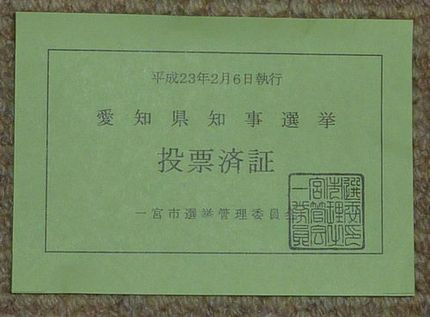 平成23年2月6日執行
愛知県知事選挙
投票済証
一宮市選挙管理委員会